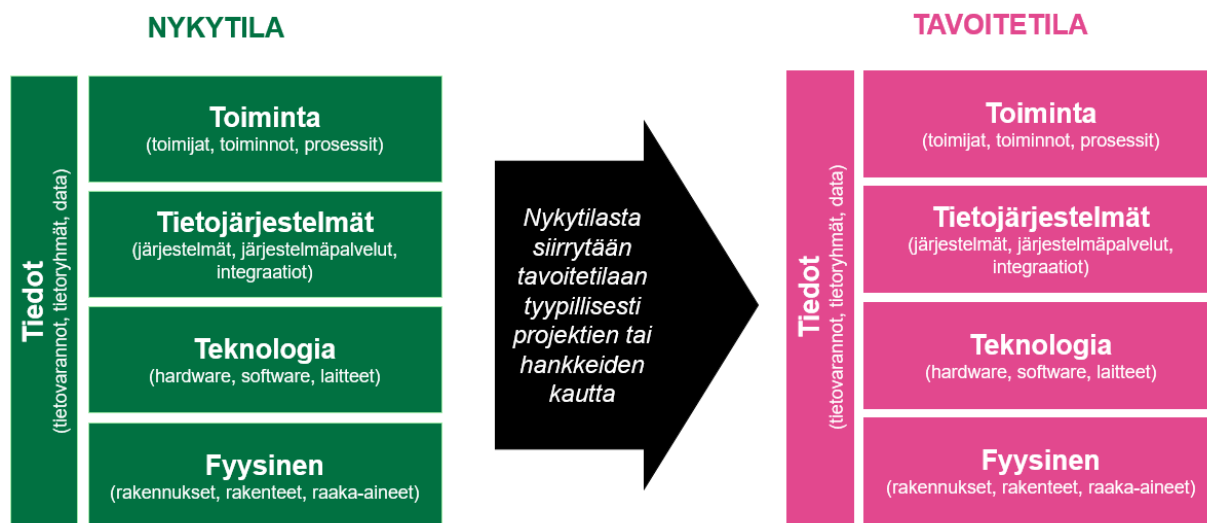 NYKYTILA
Tiedot
(tietovarannot, tietoryhmät, data)
Toiminta
(toimijat, toiminnot, prosessit)
Tietojärjestelmät
(järjestelmät, järjestelmäpalvelut,
integraatiot)
Teknologia
(hardware, software, laitteet)
Fyysinen
(rakennukset, rakenteet, raaka-aineet)
Nykytilasta
siirrytään
tavoitetilaan
tyypillisesti
projektien tai
hankkeiden
kautta
TAVOITETILA
Tiedot
(tietovarannot, tietoryhmät, data)
Toiminta
(toimijat, toiminnot, prosessit)
Tietojärjestelmät
(järjestelmät, järjestelmäpalvelut,
integraatiot)
Teknologia
(hardware, software, laitteet)
Fyysinen
(rakennukset, rakenteet, raaka-aineet)